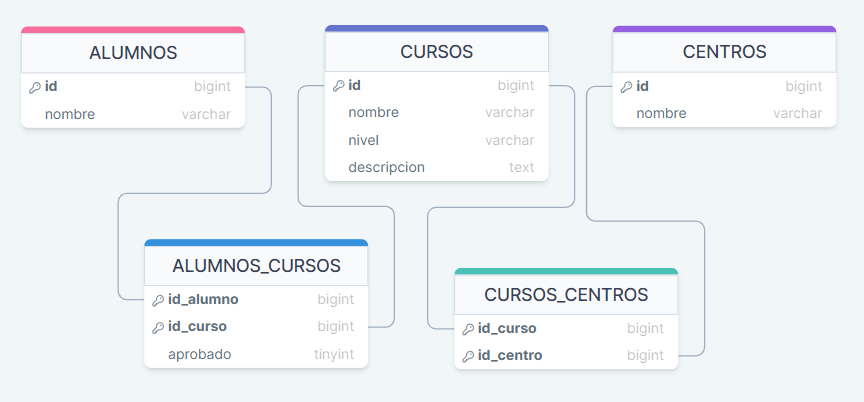 ALUMNOS
id bigint
nombre varchar
CURSOS
id bigint
nombre varchar
nivel varchar
descripcion text
CENTROS
id bigint
nombre varchar
ALUMNOS_CURSOS
id_alumno bigint
id_curso bigint
aprobado tinyint
CURSOS_CENTROS
id_curso bigint
id_centro bigint